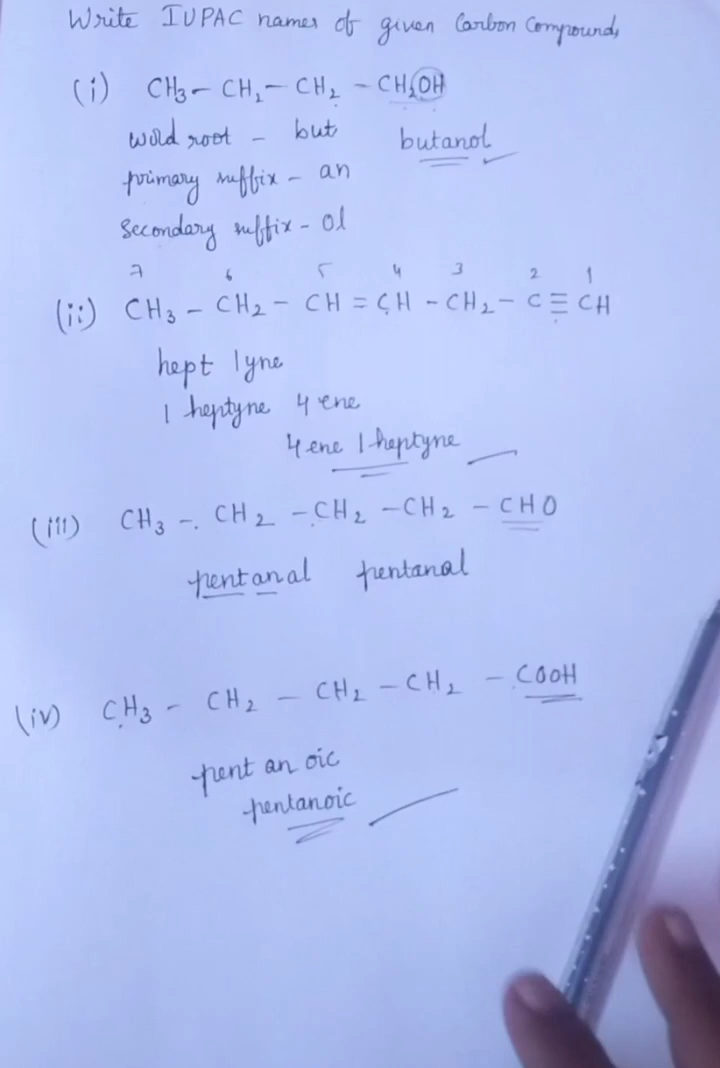 Write IUPAC names of given Carbon Compounds
(i) CH3 - CH2 - CH2 - CH2OH
word root - but butanol
primary suffix - an
Secondary suffix - ol
7 6 5 4 3 2 1
(ii) CH3 - CH2 - CH = CH - CH2 - C ≡ CH
hept 1yne
1 heptyne 4 ene
4 ene 1 heptyne
(iii) CH3 - CH2 - CH2 - CH2 - CHO
pentanal pentanal
(iv) CH3 - CH2 - CH2 - CH2 - COOH
pent an oic
pentanoic